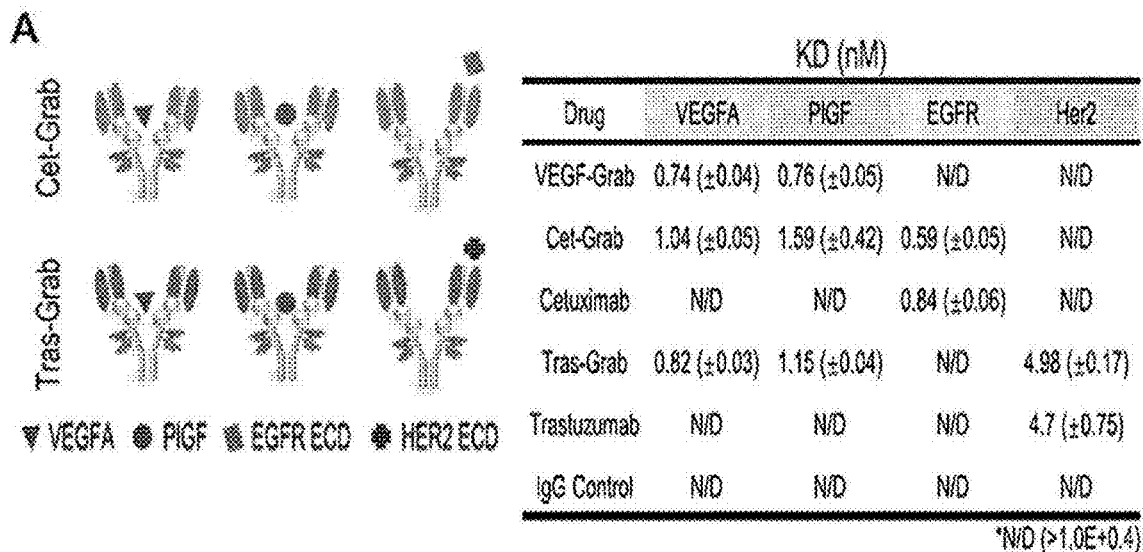 A
Cet-Grab
Tras-Grab
VEGFA PlGF EGFR ECD HER2 ECD
KD (nM)
Drug VEGFA PlGF EGFR Her2
VEGF-Grab 0.74 (±0.04) 0.76 (±0.05) N/D N/D
Cet-Grab 1.04 (±0.05) 1.59 (±0.42) 0.59 (±0.05) N/D
Cetuximab N/D N/D 0.84 (±0.06) N/D
Tras-Grab 0.82 (±0.03) 1.15 (±0.04) N/D 4.98 (±0.17)
Trastuzumab N/D N/D N/D 4.7 (±0.75)
IgG Control N/D N/D N/D N/D
*N/D (>1.0E+0.4)